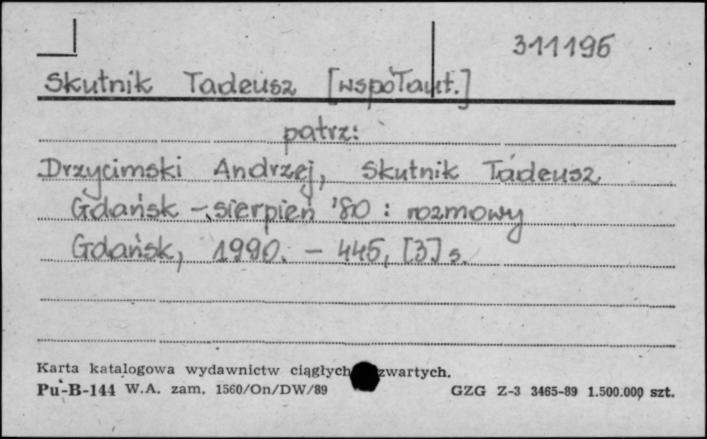 311196
Skutnik Tadeusz [współaut.]
patrz:
Drzycimski Andrzej, Skutnik Tadeusz
Gdańsk – sierpień '80 : rozmowy
Gdańsk, 1990. – 445, [3] s.
Karta katalogowa wydawnictw ciągłych zwartych.
Pu-B-144 W.A. zam. 1560/On/DW/89 GZG Z-3 3465-89 1.500.000 szt.